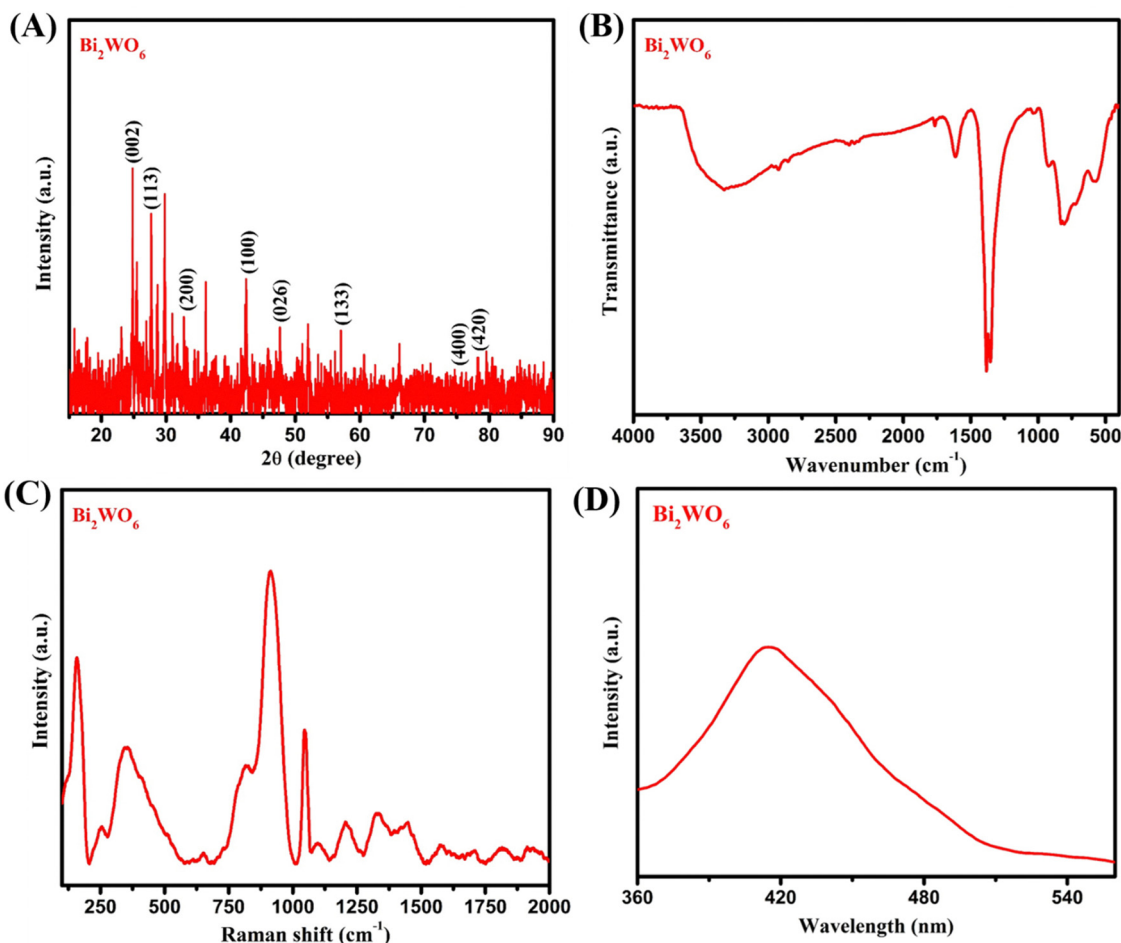 (A)
Bi₂WO₆
(002)
(113)
(200)
(100)
(026)
(133)
(400)
(420)
Intensity (a.u.)
20 30 40 50 60 70 80 90
2θ (degree)
(B)
Bi₂WO₆
Transmittance (a.u.)
4000 3500 3000 2500 2000 1500 1000 500
Wavenumber (cm⁻¹)
(C)
Bi₂WO₆
Intensity (a.u.)
250 500 750 1000 1250 1500 1750 2000
Raman shift (cm⁻¹)
(D)
Bi₂WO₆
Intensity (a.u.)
360 420 480 540
Wavelength (nm)